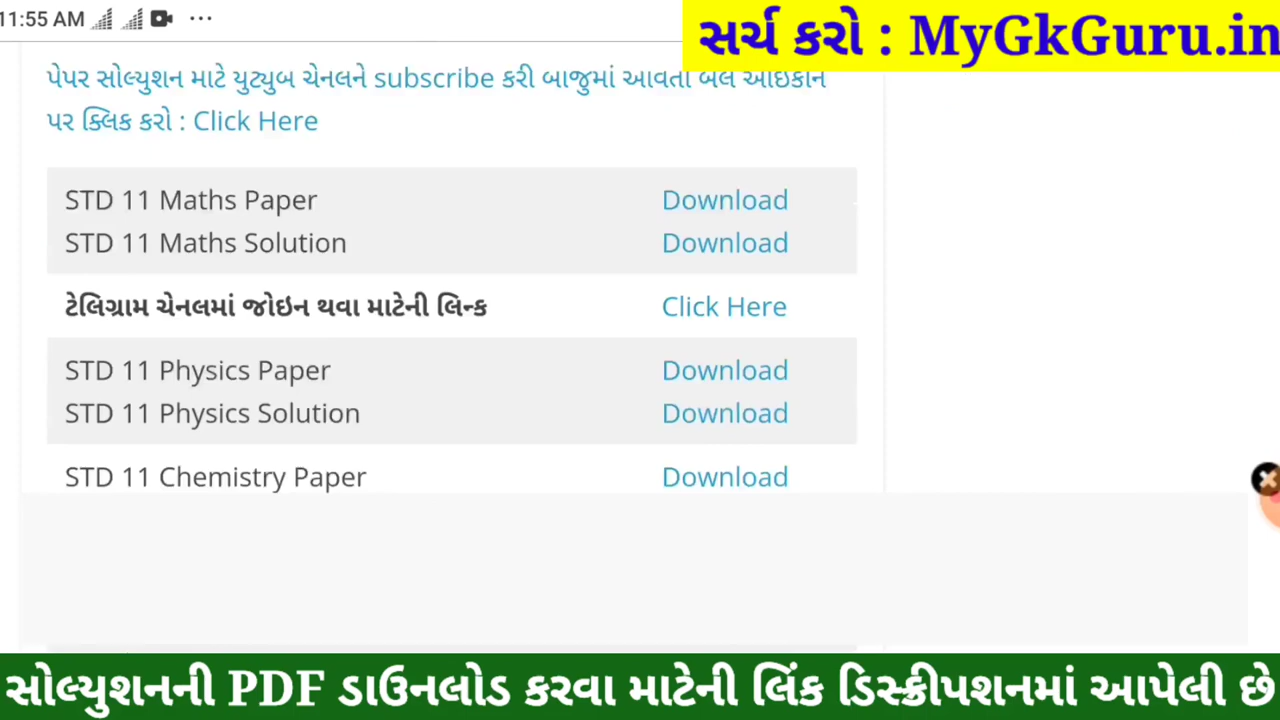 11:55 AM
સર્ચ કરો : MyGkGuru.in
પેપર સોલ્યુશન માટે યુટ્યુબ ચેનલને subscribe કરી બાજુમાં આવતા બેલ આઇકોન
પર ક્લિક કરો : Click Here
STD 11 Maths Paper Download
STD 11 Maths Solution Download
ટેલિગ્રામ ચેનલમાં જોઇન થવા માટેની લિન્ક Click Here
STD 11 Physics Paper Download
STD 11 Physics Solution Download
STD 11 Chemistry Paper Download
સોલ્યુશનની PDF ડાઉનલોડ કરવા માટેની લિંક ડિસ્ક્રીપશનમાં આપેલી છે